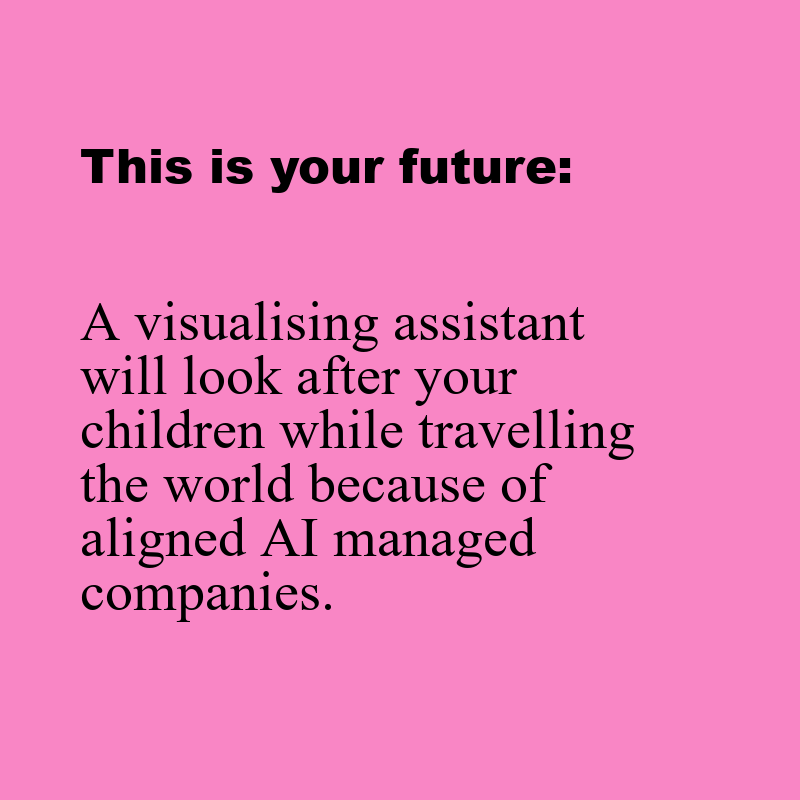 This is your future:
A visualising assistant
will look after your
children while travelling
the world because of
aligned AI managed
companies.